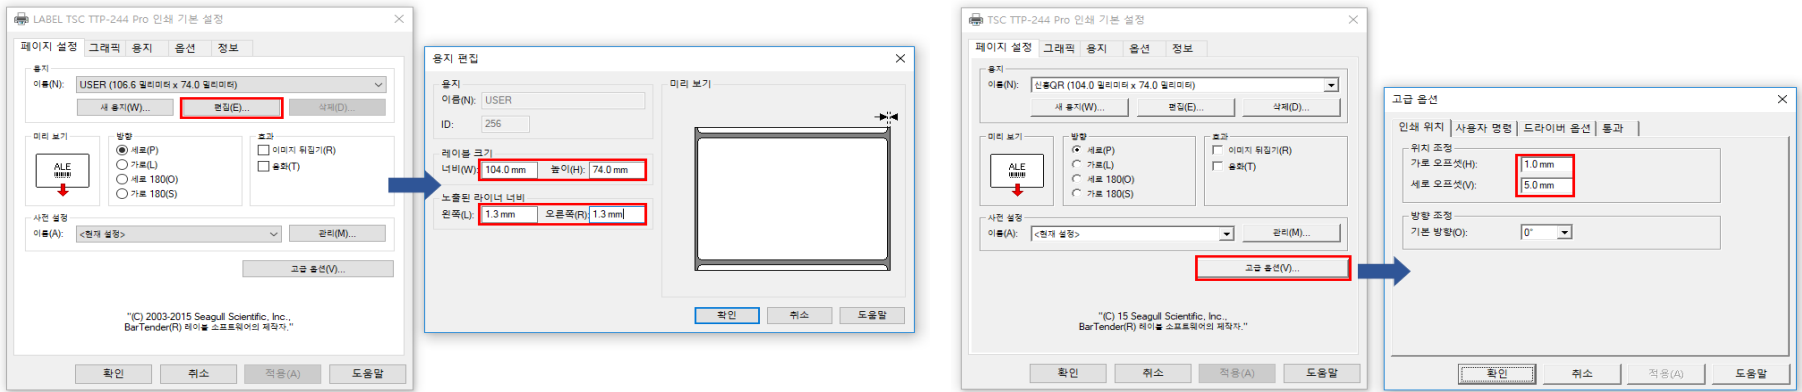 LABEL TSC TTP-244 Pro 인쇄 기본 설정
페이지 설정 그래픽 용지 옵션 정보
용지
이름(N): USER (106.6 밀리미터 x 74.0 밀리미터)
새 용지(W)... 편집(E)... 삭제(D)...
미리 보기
ALE
방향
세로(P)
가로(L)
세로 180(O)
가로 180(S)
효과
이미지 뒤집기(R)
음화(T)
사전 설정
이름(A): <현재 설정> 관리(M)...
고급 옵션(V)...
"(C) 2003-2015 Seagull Scientific, Inc.,
BarTender(R) 레이블 소프트웨어의 제작자."
확인 취소 적용(A) 도움말
용지 편집
용지
이름(N): USER
ID: 256
레이블 크기
너비(W): 104.0 mm 높이(H): 74.0 mm
노출된 라이너 너비
왼쪽(L): 1.3 mm 오른쪽(R): 1.3 mm
미리 보기
확인 취소 도움말
TSC TTP-244 Pro 인쇄 기본 설정
페이지 설정 그래픽 용지 옵션 정보
용지
이름(N): 신흥QR (104.0 밀리미터 x 74.0 밀리미터)
새 용지(W)... 편집(E)... 삭제(D)...
미리 보기
ALE
방향
세로(P)
가로(L)
세로 180(O)
가로 180(S)
효과
이미지 뒤집기(R)
음화(T)
사전 설정
이름(A): <현재 설정> 관리(M)...
고급 옵션(V)...
"(C) 15 Seagull Scientific, Inc.,
BarTender(R) 레이블 소프트웨어의 제작자."
확인 취소 적용(A) 도움말
고급 옵션
인쇄 위치 사용자 명령 드라이버 옵션 통과
위치 조정
가로 오프셋(H): 1.0 mm
세로 오프셋(V): 5.0 mm
방향 조정
기본 방향(O): 0°
확인 취소 적용(A) 도움말